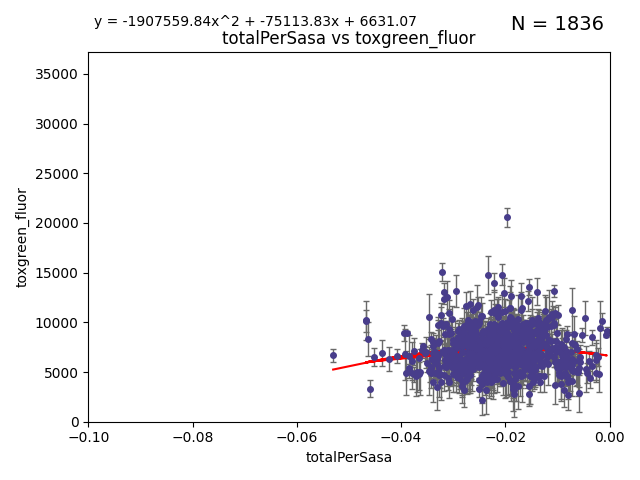 y = -1907559.84x^2 + -75113.83x + 6631.07
N = 1836
totalPerSasa vs toxgreen_fluor
35000
30000
25000
20000
15000
10000
5000
0
toxgreen_fluor
−0.10
−0.08
−0.06
−0.04
−0.02
0.00
totalPerSasa